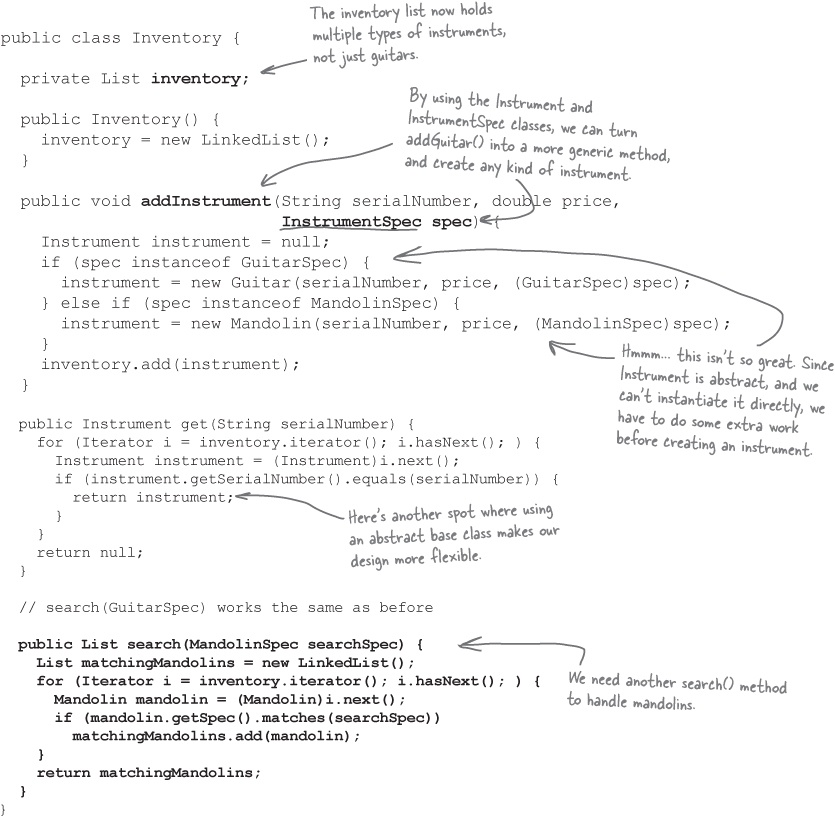 The inventory list now holds
multiple types of instruments,
not just guitars.
public class Inventory {
private List inventory;
public Inventory() {
inventory = new LinkedList();
}
By using the Instrument and
InstrumentSpec classes, we can turn
addGuitar() into a more generic method,
and create any kind of instrument.
public void addInstrument(String serialNumber, double price,
InstrumentSpec spec) {
Instrument instrument = null;
if (spec instanceof GuitarSpec) {
instrument = new Guitar(serialNumber, price, (GuitarSpec)spec);
} else if (spec instanceof MandolinSpec) {
instrument = new Mandolin(serialNumber, price, (MandolinSpec)spec);
}
inventory.add(instrument);
}
Hmmm... this isn't so great. Since
Instrument is abstract, and we
can't instantiate it directly, we
have to do some extra work
before creating an instrument.
public Instrument get(String serialNumber) {
for (Iterator i = inventory.iterator(); i.hasNext(); ) {
Instrument instrument = (Instrument)i.next();
if (instrument.getSerialNumber().equals(serialNumber)) {
return instrument;
}
}
return null;
}
Here's another spot where using
an abstract base class makes our
design more flexible.
// search(GuitarSpec) works the same as before
public List search(MandolinSpec searchSpec) {
List matchingMandolins = new LinkedList();
for (Iterator i = inventory.iterator(); i.hasNext(); ) {
Mandolin mandolin = (Mandolin)i.next();
if (mandolin.getSpec().matches(searchSpec))
matchingMandolins.add(mandolin);
}
return matchingMandolins;
}
}
We need another search() method
to handle mandolins.